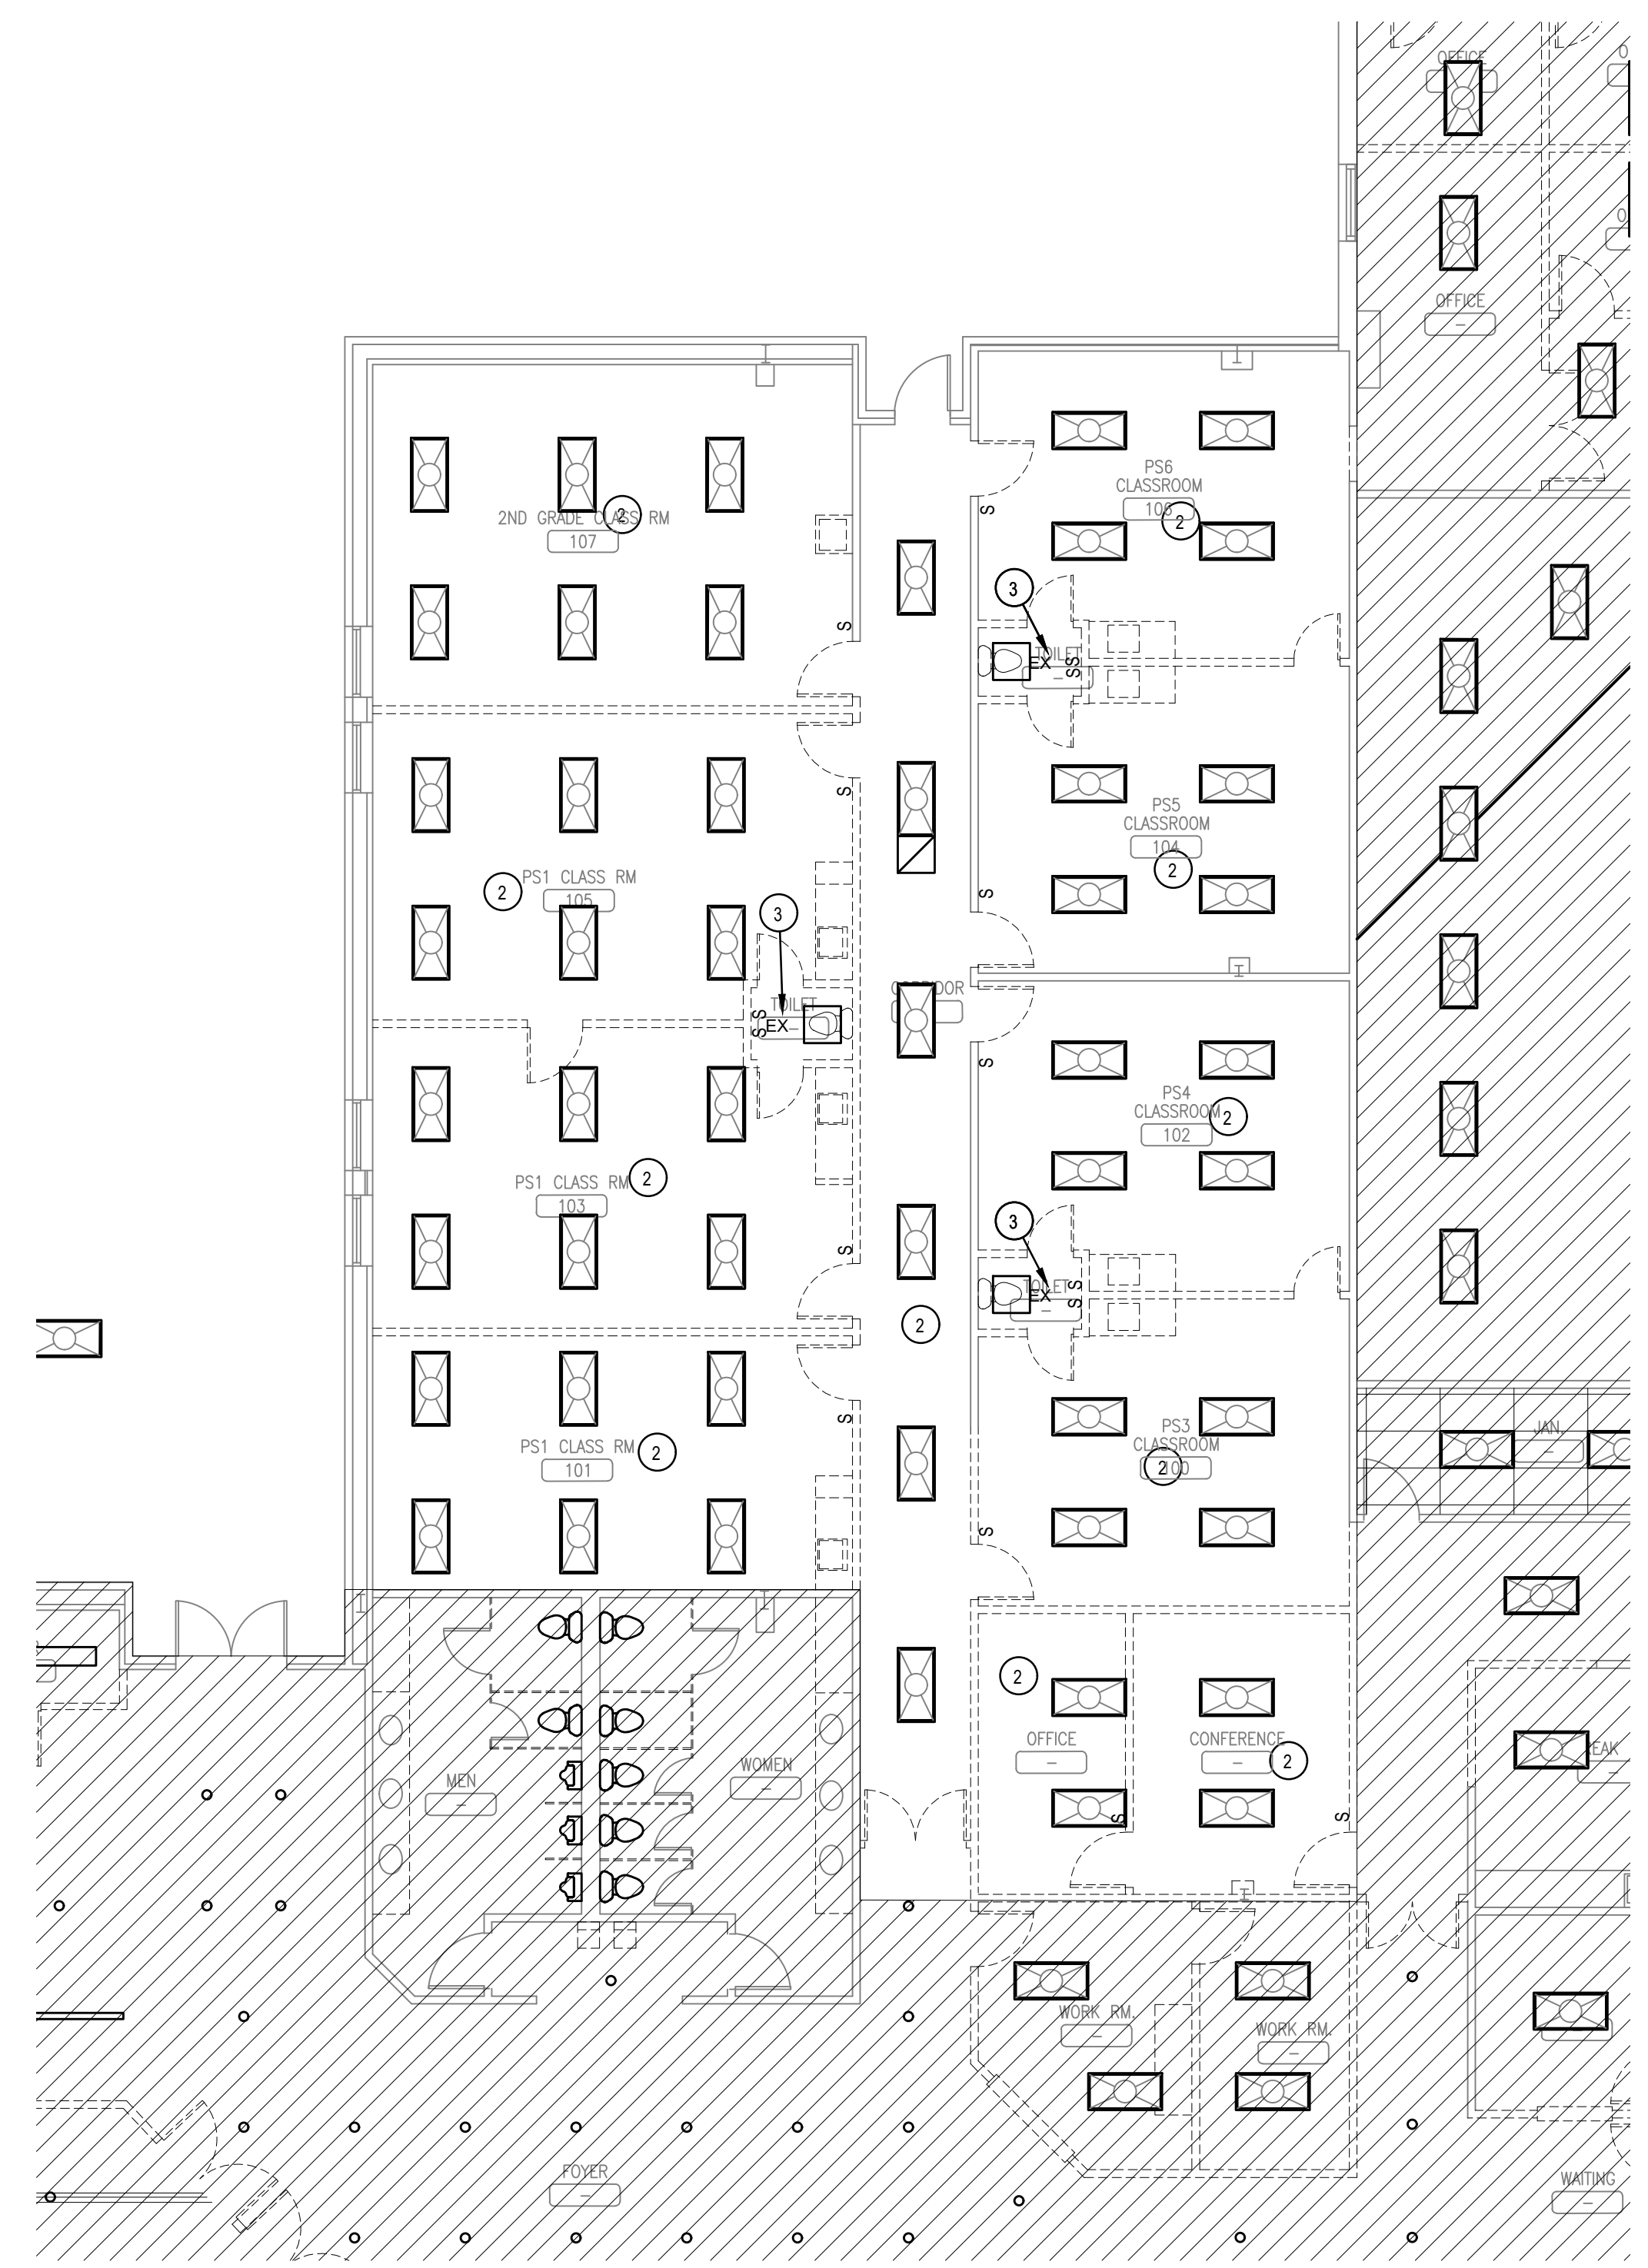 OFFICE
OFFICE
–
2
2ND GRADE CLASS RM
107
PS6
CLASSROOM
106
2
S
3
S
TOILET
EX
S
S
–
S
PS5
CLASSROOM
104
2
S
2
PS1 CLASS RM
105
3
TOILET
S
EX
S
–
CORRIDOR
S
PS4
CLASSROOM
2
102
PS1 CLASS RM
2
103
3
S
TOILET
EX
S
S
–
2
S
PS1 CLASS RM
2
101
PS3
CLASSROOM
2
100
S
JAN.
–
2
OFFICE
–
CONFERENCE
–
2
S
S
MEN
–
WOMEN
–
WORK RM.
–
WORK RM.
–
FOYER
–
WAITING
–